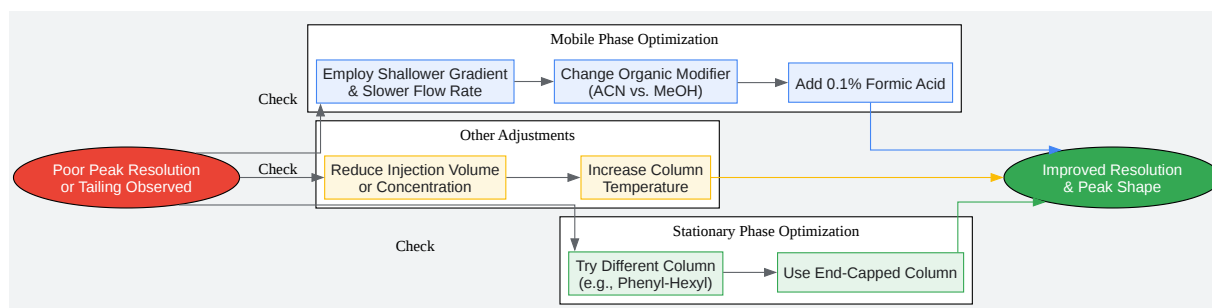 Mobile Phase Optimization
Employ Shallower Gradient
& Slower Flow Rate
Change Organic Modifier
(ACN vs. MeOH)
Add 0.1% Formic Acid
Check
Other Adjustments
Poor Peak Resolution
or Tailing Observed
Check
Reduce Injection Volume
or Concentration
Increase Column
Temperature
Improved Resolution
& Peak Shape
Check
Stationary Phase Optimization
Try Different Column
(e.g., Phenyl-Hexyl)
Use End-Capped Column